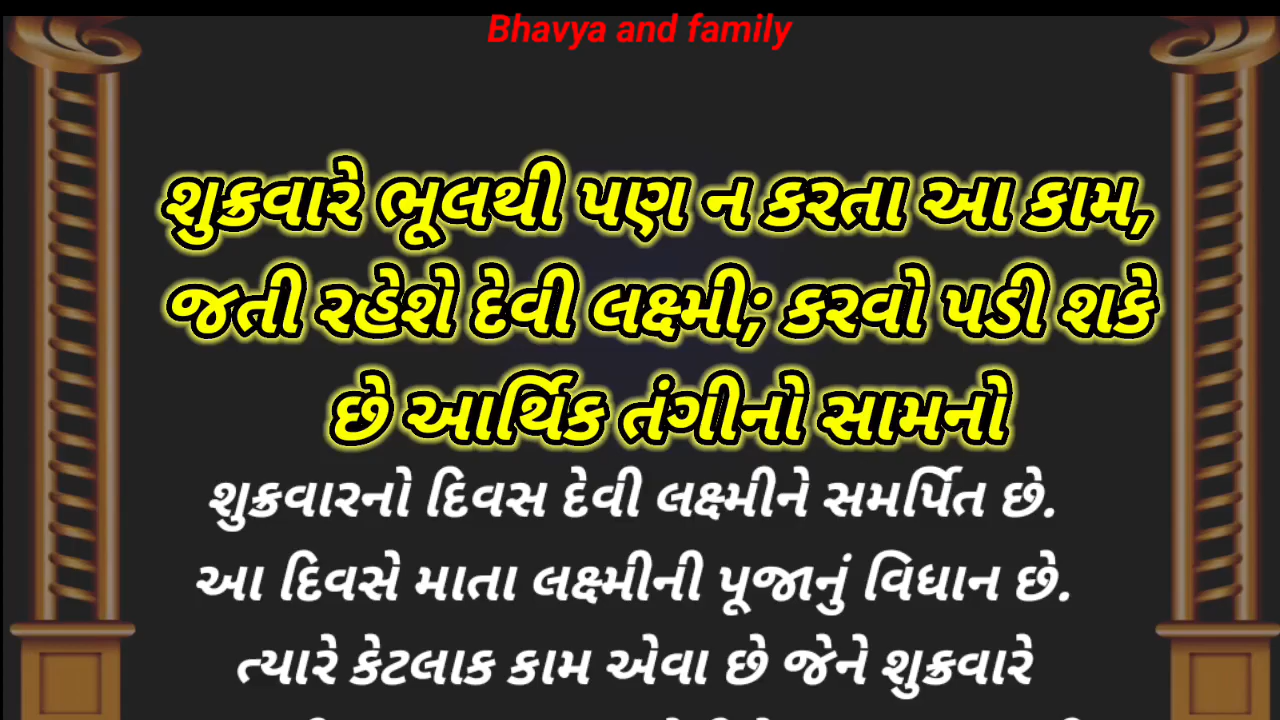 Bhavya and family
શુક્રવારે ભૂલથી પણ ન કરતા આ કામ,
જતી રહેશે દેવી લક્ષ્મી; કરવો પડી શકે
છે આર્થિક તંગીનો સામનો
શુક્રવારનો દિવસ દેવી લક્ષ્મીને સમર્પિત છે.
આ દિવસે માતા લક્ષ્મીની પૂજાનું વિધાન છે.
ત્યારે કેટલાક કામ એવા છે જેને શુક્રવારે